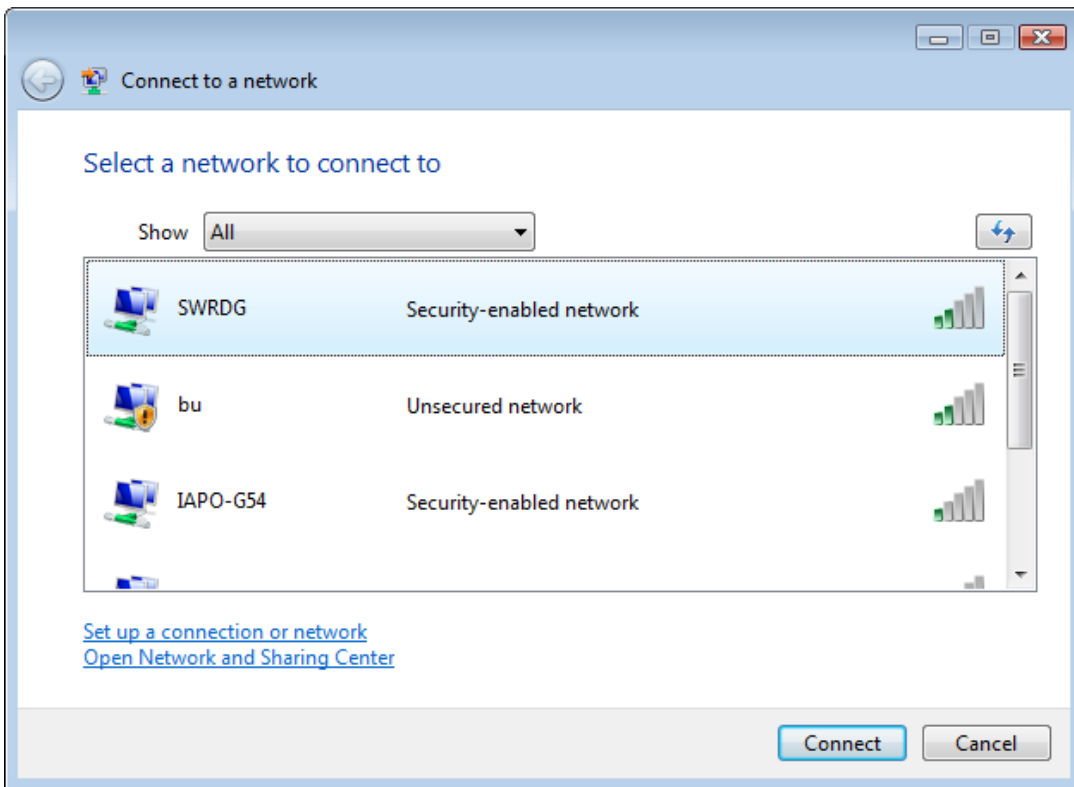 Connect to a network
Select a network to connect to
Show All
SWRDG Security-enabled network
bu Unsecured network
IAPO-G54 Security-enabled network
Set up a connection or network
Open Network and Sharing Center
Connect Cancel